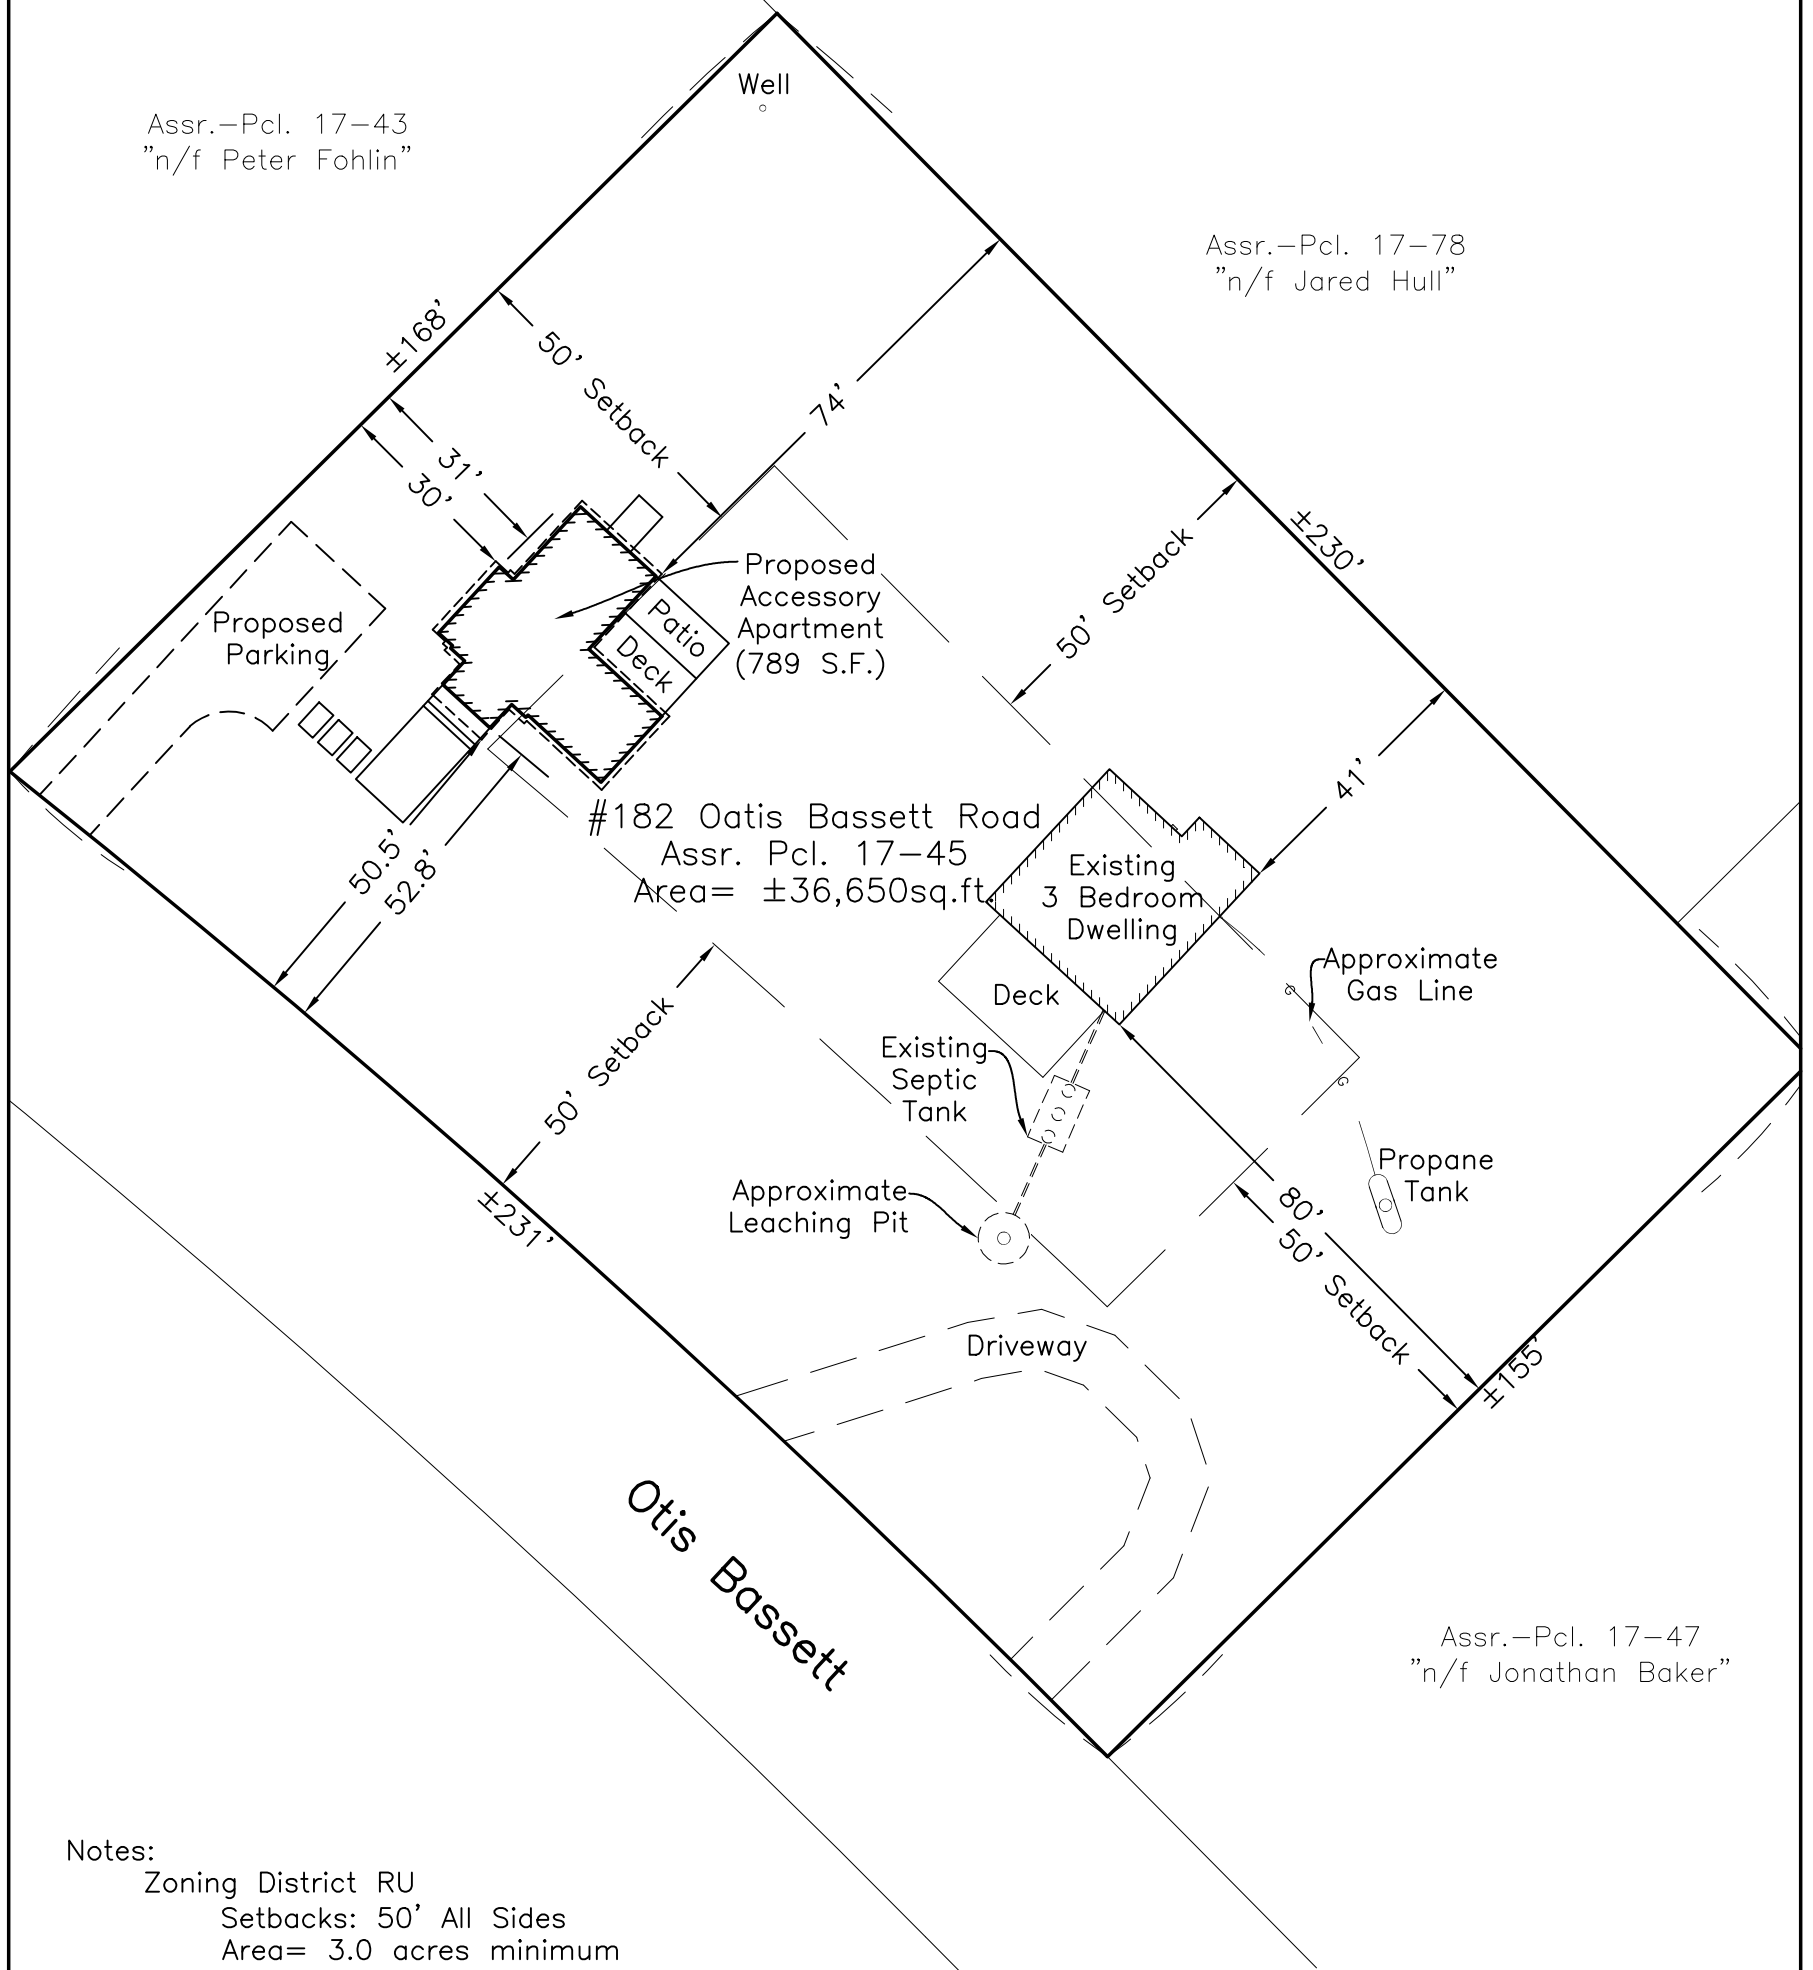 Well
Assr.-Pcl. 17-43
"n/f Peter Fohlin"
Assr.-Pcl. 17-78
"n/f Jared Hull"
±168'
50' Setback
74'
31'
30'
±230'
50' Setback
Proposed
Accessory
Apartment
(789 S.F.)
Patio
Deck
Proposed
Parking
41'
#182 Oatis Bassett Road
Assr. Pcl. 17-45
Area= ±36,650sq.ft.
50.5'
52.8'
Existing
3 Bedroom
Dwelling
Deck
Approximate
Gas Line
G
G
50' Setback
Existing
Septic
Tank
Propane
Tank
Approximate
Leaching Pit
±231'
80'
50' Setback
Driveway
±155'
Otis Bassett
Assr.-Pcl. 17-47
"n/f Jonathan Baker"
Notes:
Zoning District RU
Setbacks: 50' All Sides
Area= 3.0 acres minimum